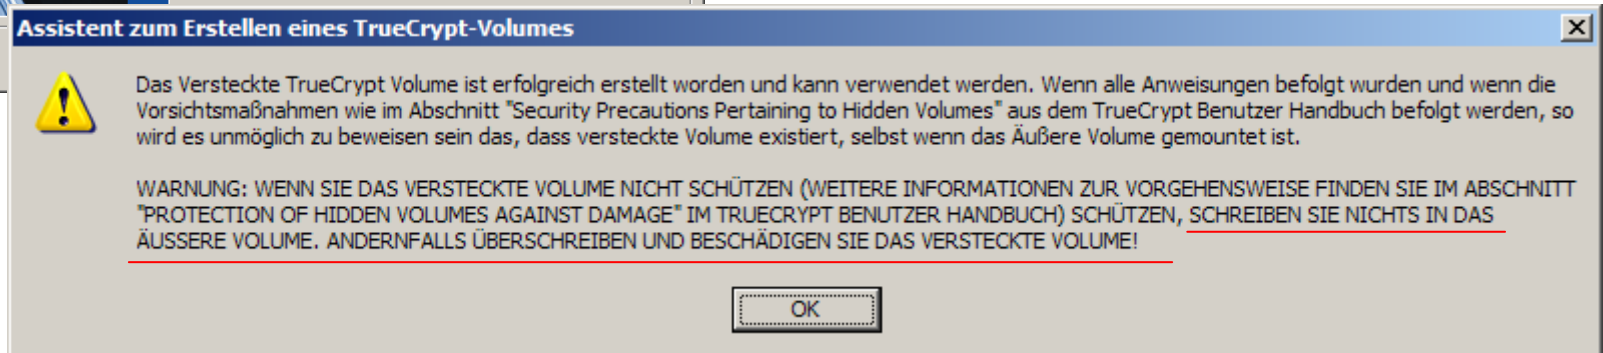 Assistent zum Erstellen eines TrueCrypt-Volumes
Das Versteckte TrueCrypt Volume ist erfolgreich erstellt worden und kann verwendet werden. Wenn alle Anweisungen befolgt wurden und wenn die
Vorsichtsmaßnahmen wie im Abschnitt "Security Precautions Pertaining to Hidden Volumes" aus dem TrueCrypt Benutzer Handbuch befolgt werden, so
wird es unmöglich zu beweisen sein das, dass versteckte Volume existiert, selbst wenn das Äußere Volume gemountet ist.
WARNUNG: WENN SIE DAS VERSTECKTE VOLUME NICHT SCHÜTZEN (WEITERE INFORMATIONEN ZUR VORGEHENSWEISE FINDEN SIE IM ABSCHNITT
"PROTECTION OF HIDDEN VOLUMES AGAINST DAMAGE" IM TRUECRYPT BENUTZER HANDBUCH) SCHÜTZEN, SCHREIBEN SIE NICHTS IN DAS
ÄUSSERE VOLUME. ANDERNFALLS ÜBERSCHREIBEN UND BESCHÄDIGEN SIE DAS VERSTECKTE VOLUME!
OK